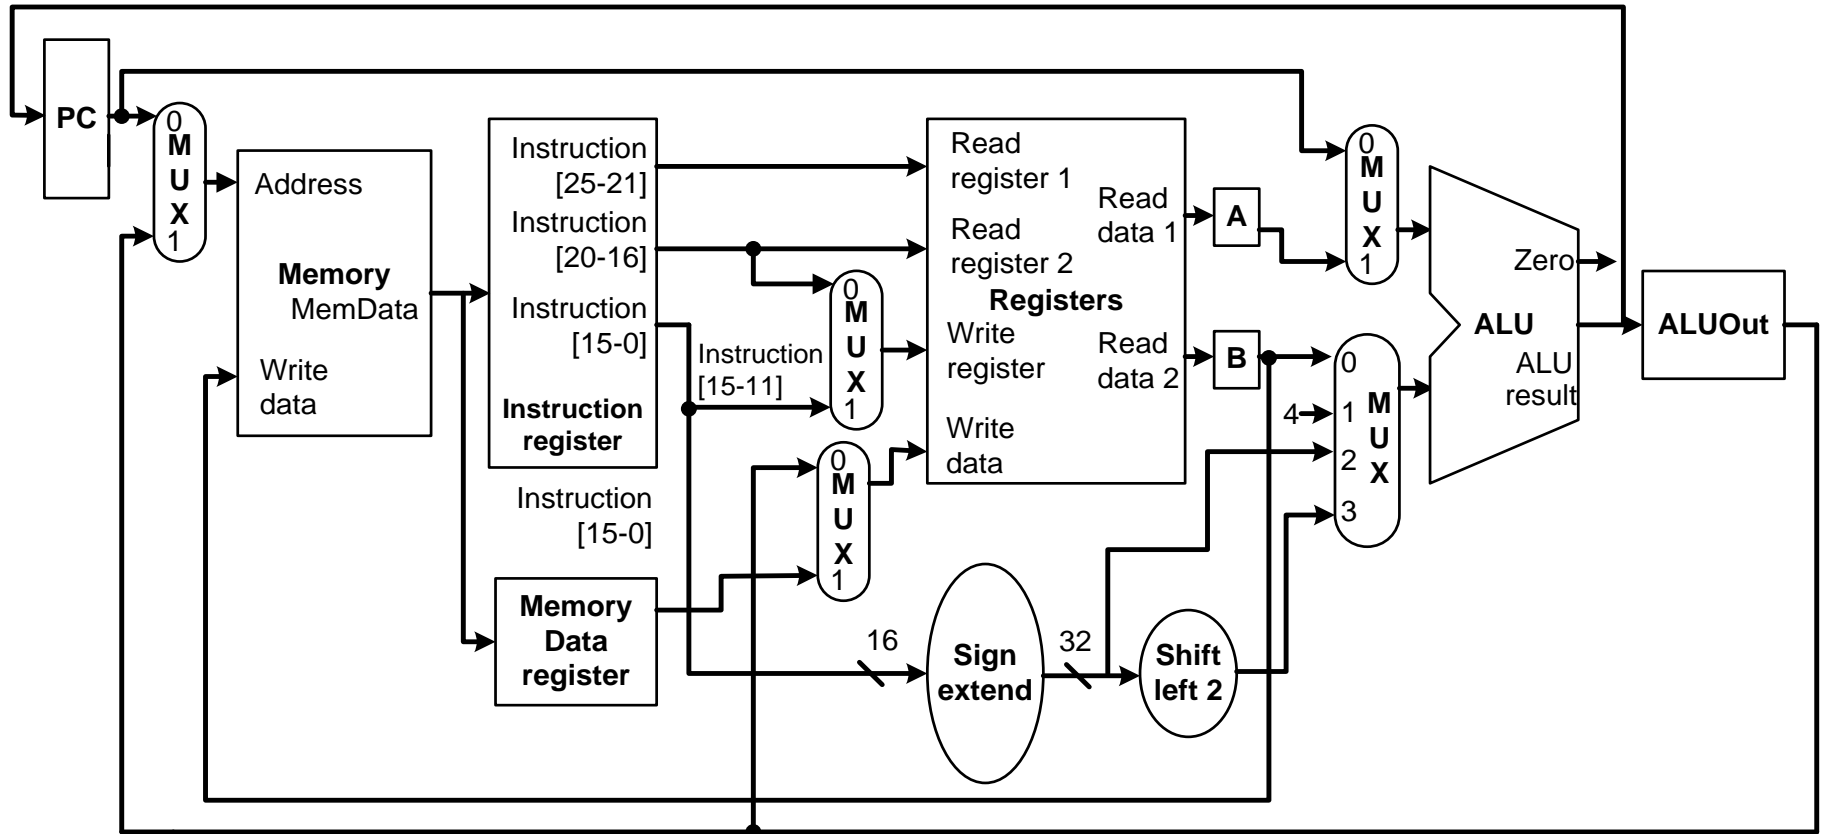 PC
0
M
U
X
1
Address
Memory
MemData
Write
data
Instruction
[25-21]
Instruction
[20-16]
Instruction
[15-0]
Instruction
register
Instruction
[15-0]
Memory
Data
register
Instruction
[15-11]
0
M
U
X
1
0
M
U
X
1
Read
register 1
Read
register 2
Registers
Write
register
Write
data
Read
data 1
Read
data 2
16
Sign
extend
32
Shift
left 2
A
B
0
M
U
X
1
4
0
1
2
3
M
U
X
Zero
ALU
ALU
result
ALUOut